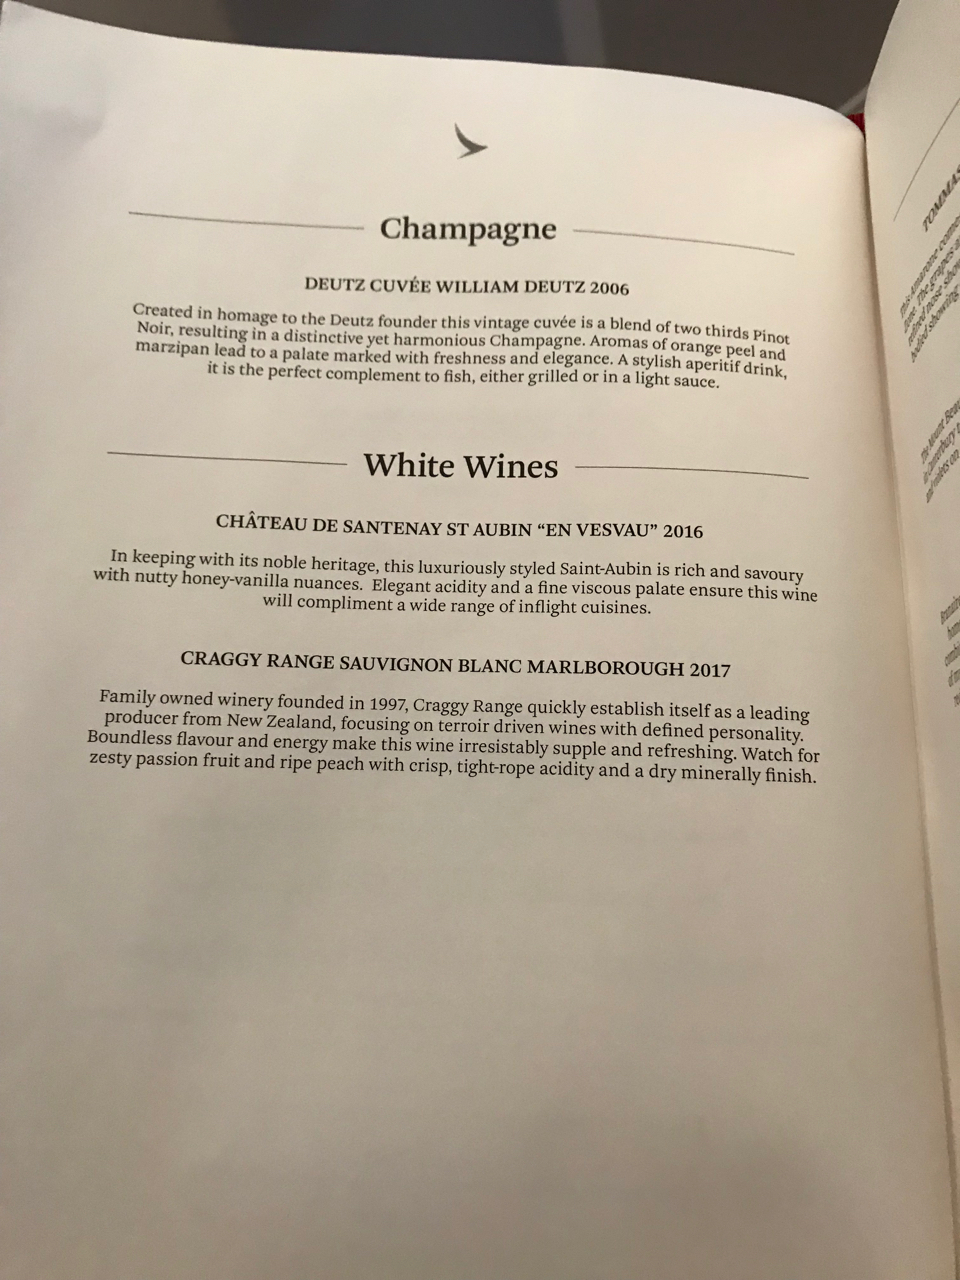 Champagne
DEUTZ CUVÉE WILLIAM DEUTZ 2006
Created in homage to the Deutz founder this vintage cuvée is a blend of two thirds Pinot
Noir, resulting in a distinctive yet harmonious Champagne. Aromas of orange peel and
marzipan lead to a palate marked with freshness and elegance. A stylish aperitif drink,
it is the perfect complement to fish, either grilled or in a light sauce.
White Wines
CHÂTEAU DE SANTENAY ST AUBIN “EN VESVAU” 2016
In keeping with its noble heritage, this luxuriously styled Saint-Aubin is rich and savoury
with nutty honey-vanilla nuances. Elegant acidity and a fine viscous palate ensure this wine
will compliment a wide range of inflight cuisines.
CRAGGY RANGE SAUVIGNON BLANC MARLBOROUGH 2017
Family owned winery founded in 1997, Craggy Range quickly establish itself as a leading
producer from New Zealand, focusing on terroir driven wines with defined personality.
Boundless flavour and energy make this wine irresistably supple and refreshing. Watch for
zesty passion fruit and ripe peach with crisp, tight-rope acidity and a dry minerally finish.
TOMMAS
This Amarone
The grapes
The Mount